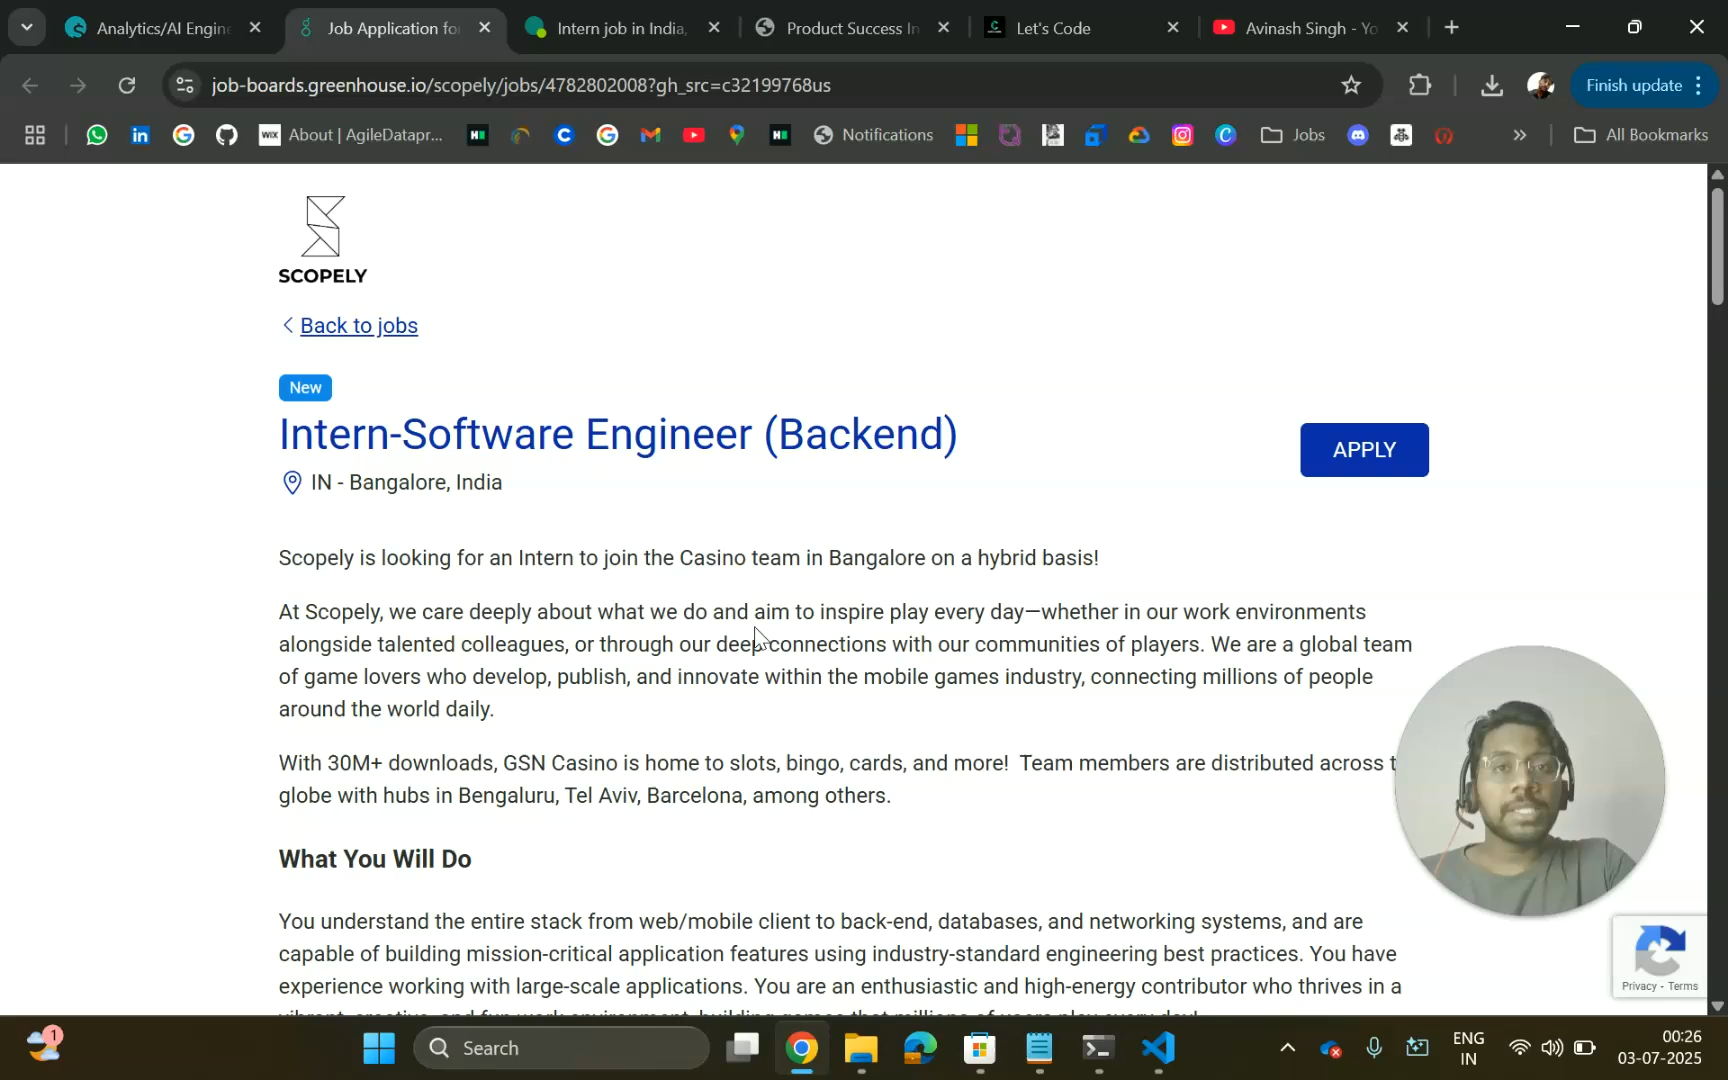 Analytics/AI Engine
Job Application fo
Intern job in India,
Product Success In
Let's Code
Avinash Singh - Yo
job-boards.greenhouse.io/scopely/jobs/4782802008?gh_src=c32199768us
Finish update
WIX
About | AgileDatapr...
Notifications
Jobs
All Bookmarks
SCOPELY
Back to jobs
New
Intern-Software Engineer (Backend)
APPLY
IN - Bangalore, India
Scopely is looking for an Intern to join the Casino team in Bangalore on a hybrid basis!
At Scopely, we care deeply about what we do and aim to inspire play every day—whether in our work environments
alongside talented colleagues, or through our deep connections with our communities of players. We are a global team
of game lovers who develop, publish, and innovate within the mobile games industry, connecting millions of people
around the world daily.
With 30M+ downloads, GSN Casino is home to slots, bingo, cards, and more! Team members are distributed across t
globe with hubs in Bengaluru, Tel Aviv, Barcelona, among others.
What You Will Do
You understand the entire stack from web/mobile client to back-end, databases, and networking systems, and are
capable of building mission-critical application features using industry-standard engineering best practices. You have
experience working with large-scale applications. You are an enthusiastic and high-energy contributor who thrives in a
Privacy - Terms
1
Search
ENG
IN
00:26
03-07-2025